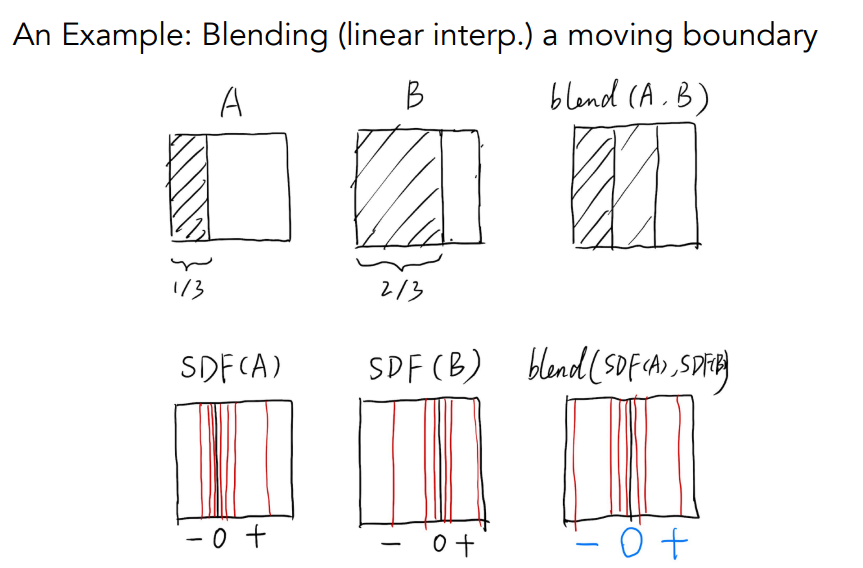 An Example: Blending (linear interp.) a moving boundary
A B blend (A, B)
1/3 2/3
SDF(A) SDF (B) blend(SDF(A), SDF(B))
- 0 + - 0 + - 0 +